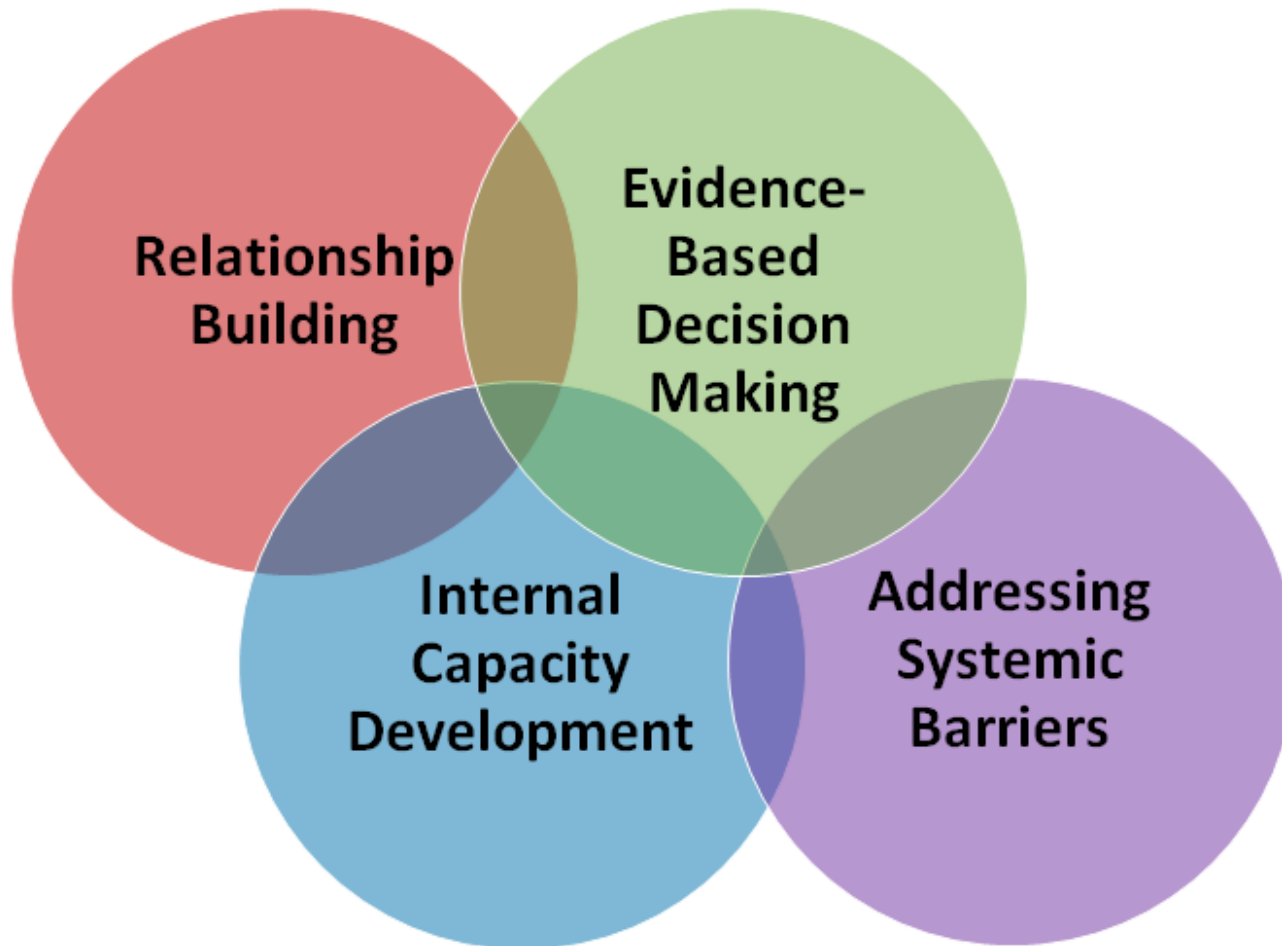 Relationship
Building
Evidence-
Based
Decision
Making
Internal
Capacity
Development
Addressing
Systemic
Barriers